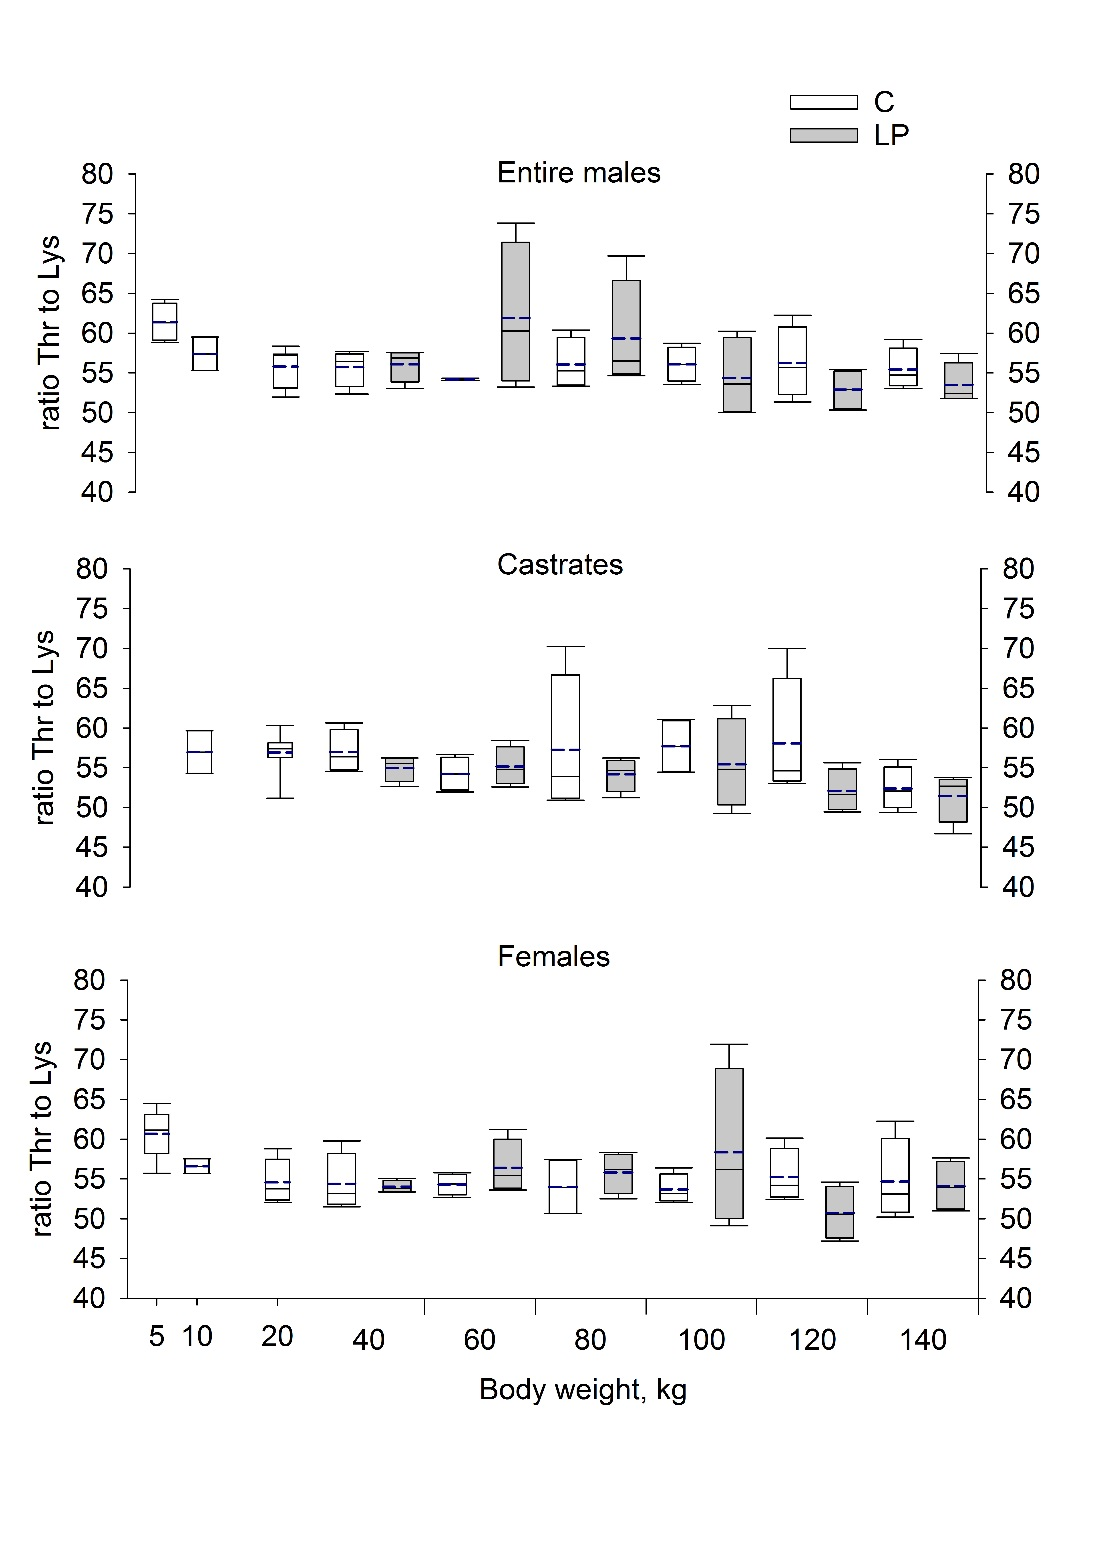 C
LP
Entire males
80 80
75 75
70 70
65 65
60 60
55 55
50 50
45 45
40 40
ratio Thr to Lys
Castrates
80 80
75 75
70 70
65 65
60 60
55 55
50 50
45 45
40 40
ratio Thr to Lys
Females
80 80
75 75
70 70
65 65
60 60
55 55
50 50
45 45
40 40
ratio Thr to Lys
5 10 20 40 60 80 100 120 140
Body weight, kg